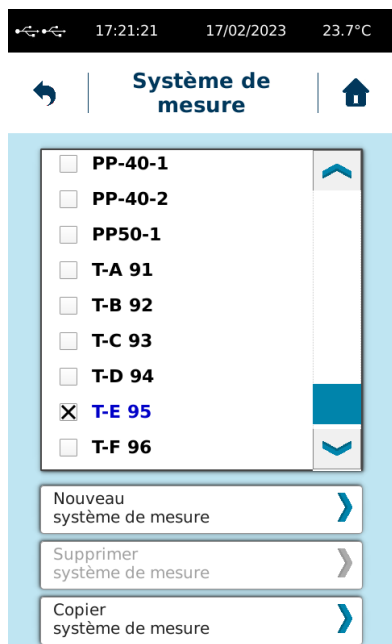 17:21:21 17/02/2023 23.7°C
Système de
mesure
PP-40-1
PP-40-2
PP50-1
T-A 91
T-B 92
T-C 93
T-D 94
T-E 95
T-F 96
Nouveau
système de mesure
Supprimer
système de mesure
Copier
système de mesure